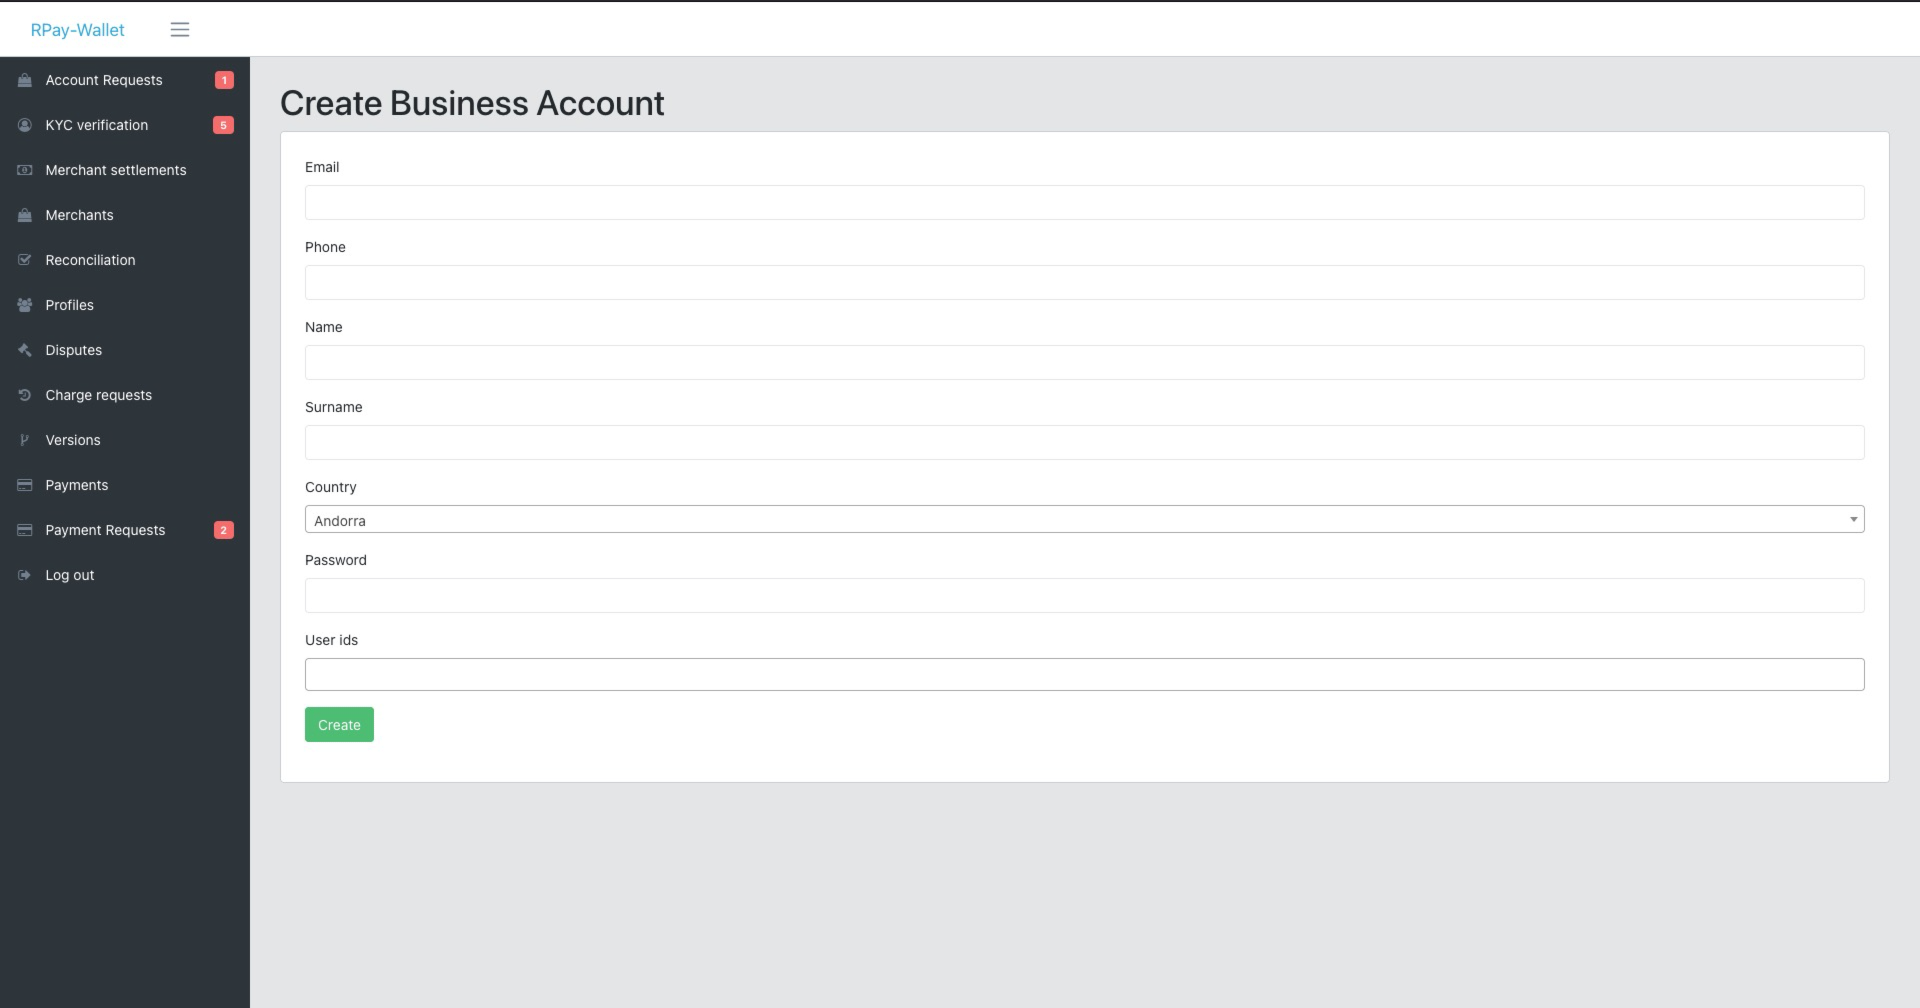 RPay-Wallet
Account Requests 1
KYC verification 5
Merchant settlements
Merchants
Reconciliation
Profiles
Disputes
Charge requests
Versions
Payments
Payment Requests 2
Log out
Create Business Account
Email
Phone
Name
Surname
Country
Andorra
Password
User ids
Create